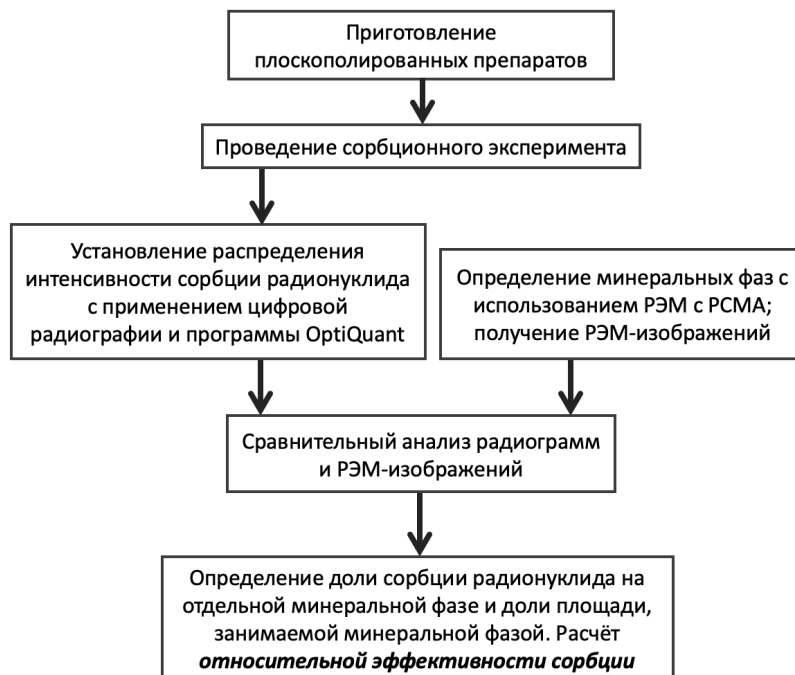 Приготовление
плоскополированных препаратов
Проведение сорбционного эксперимента
Установление распределения
интенсивности сорбции радионуклида
с применением цифровой
радиографии и программы OptiQuant
Определение минеральных фаз с
использованием РЭМ с РСМА;
получение РЭМ-изображений
Сравнительный анализ радиограмм
и РЭМ-изображений
Определение доли сорбции радионуклида на
отдельной минеральной фазе и доли площади,
занимаемой минеральной фазой. Расчёт
относительной эффективности сорбции